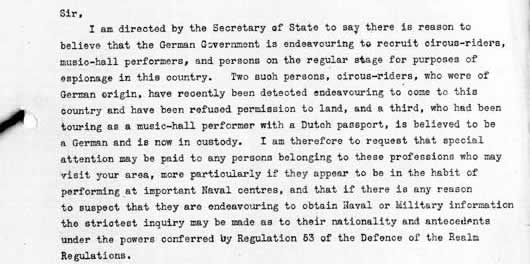 Sir,
I am directed by the Secretary of State to say there is reason to
believe that the German Government is endeavouring to recruit circus-riders,
music-hall performers, and persons on the regular stage for purposes of
espionage in this country. Two such persons, circus-riders, who were of
German origin, have recently been detected endeavouring to come to this
country and have been refused permission to land, and a third, who had been
touring as a music-hall performer with a Dutch passport, is believed to be
a German and is now in custody. I am therefore to request that special
attention may be paid to any persons belonging to these professions who may
visit your area, more particularly if they appear to be in the habit of
performing at important Naval centres, and that if there is any reason
to suspect that they are endeavouring to obtain Naval or Military information
the strictest inquiry may be made as to their nationality and antecedents
under the powers conferred by Regulation 53 of the Defence of the Realm
Regulations.